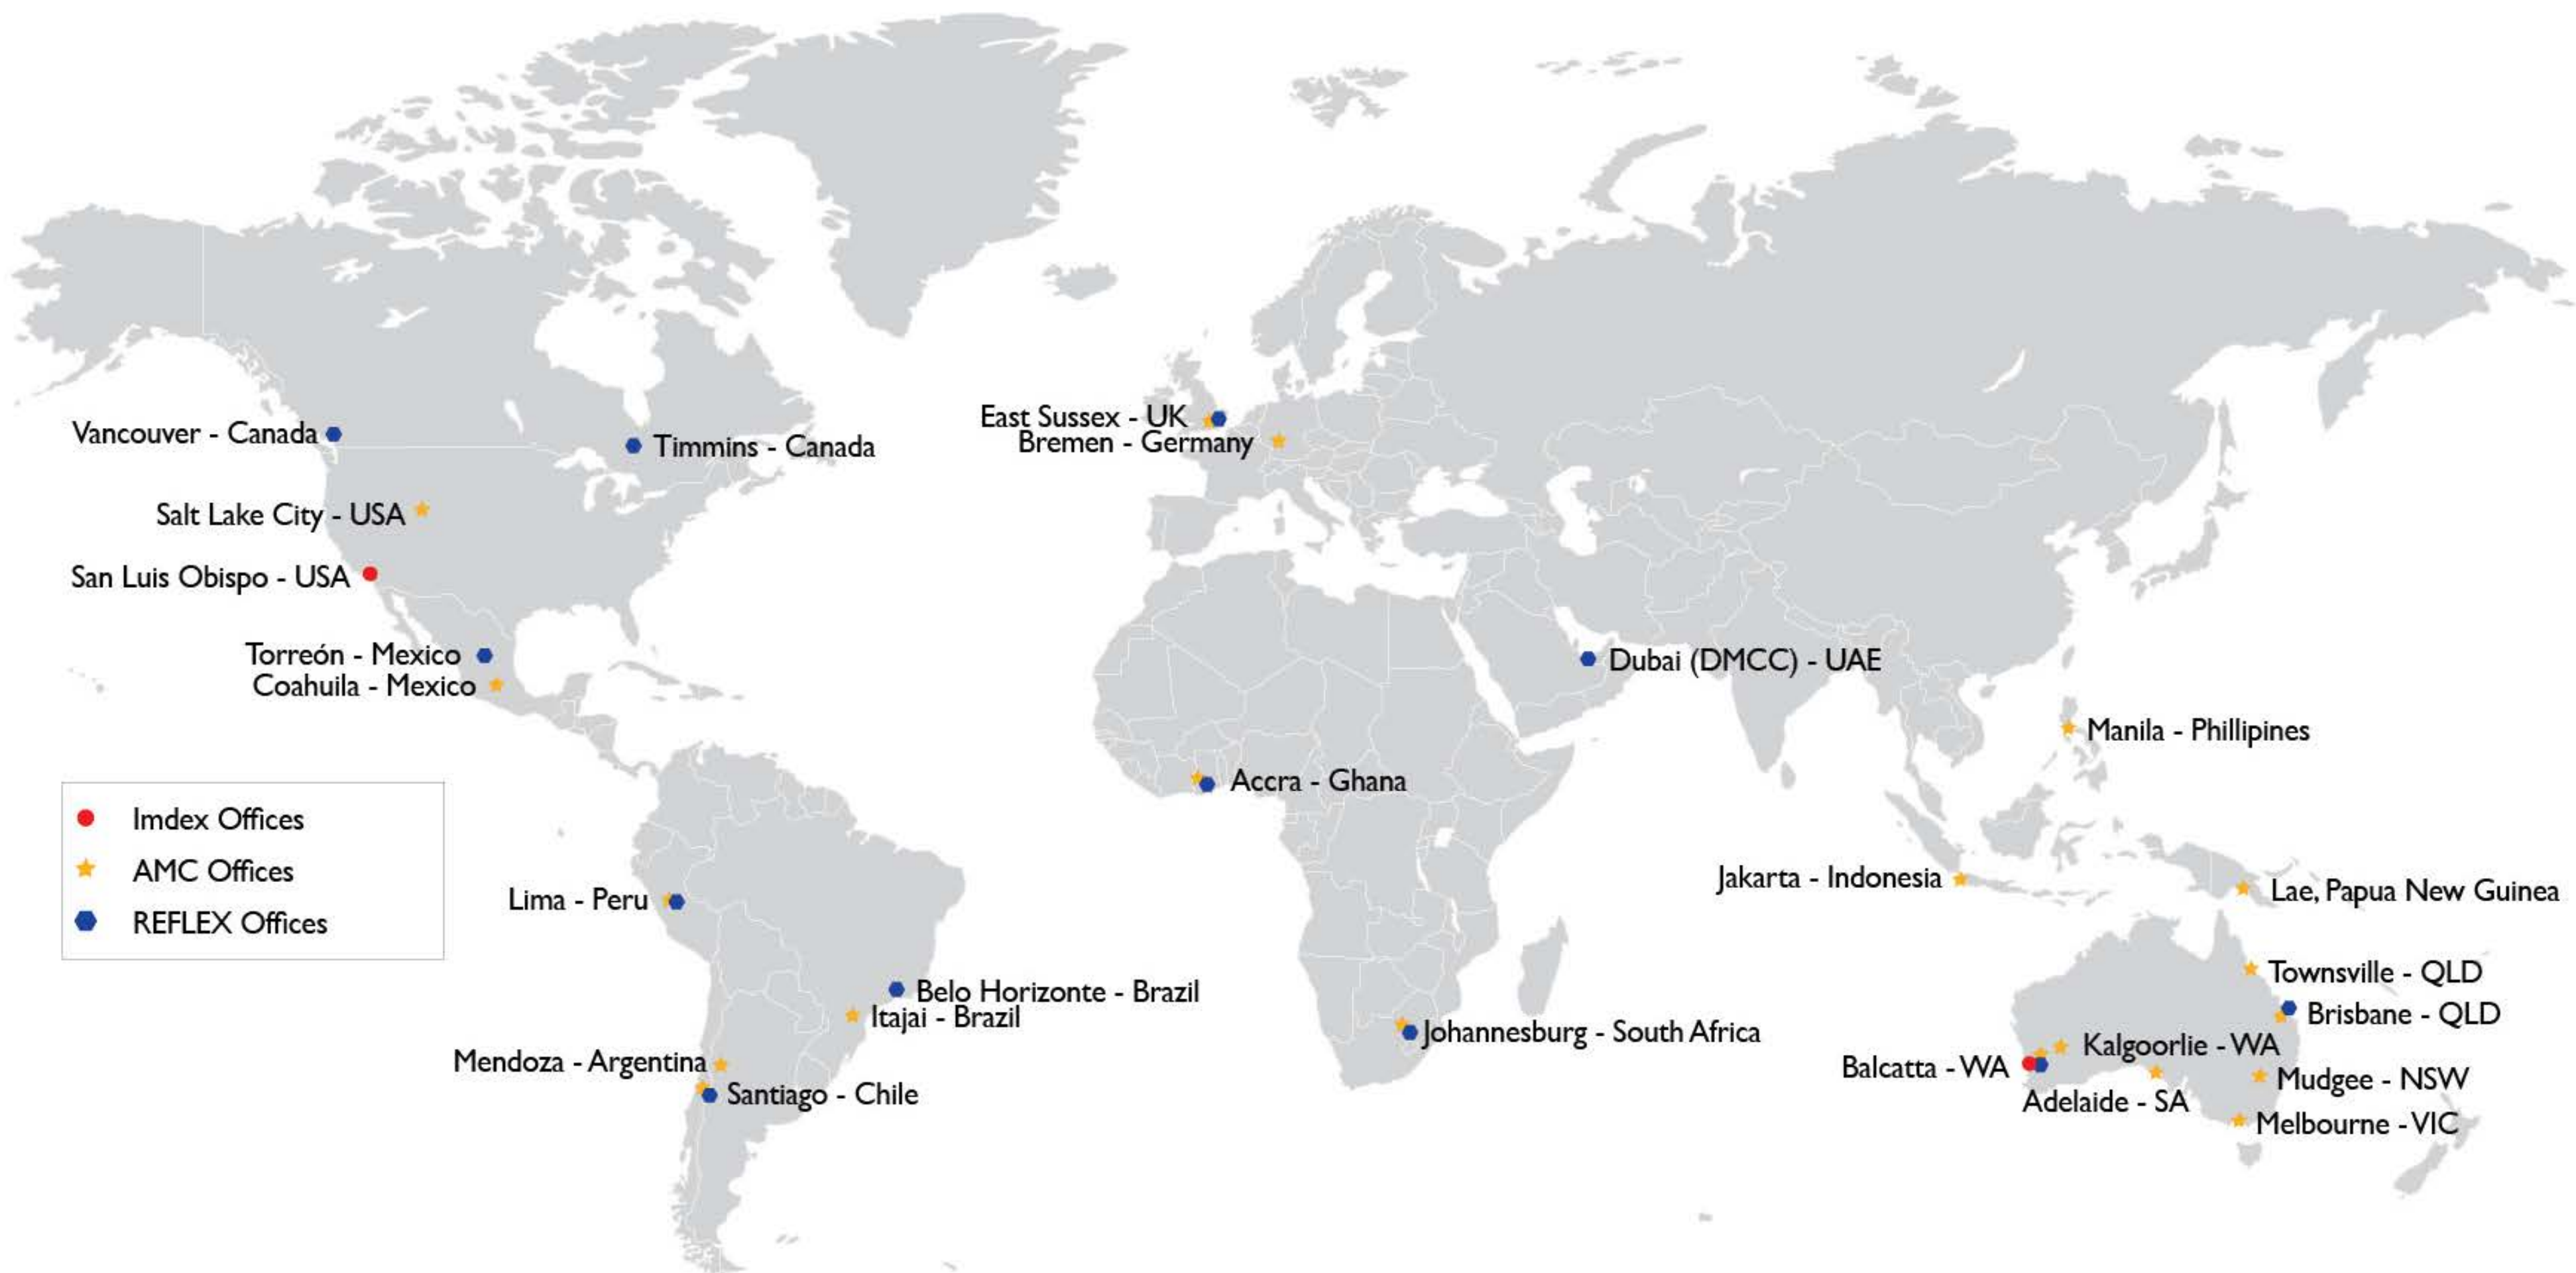 East Sussex - UK
Vancouver - Canada
Bremen - Germany
Timmins - Canada
Salt Lake City - USA
San Luis Obispo - USA
Torreón - Mexico
Dubai (DMCC) - UAE
Coahuila - Mexico
Manila - Phillipines
Accra - Ghana
Imdex Offices
AMC Offices
REFLEX Offices
Jakarta - Indonesia
Lae, Papua New Guinea
Lima - Peru
Townsville - QLD
Belo Horizonte - Brazil
Brisbane - QLD
Itajai - Brazil
Johannesburg - South Africa
Kalgoorlie - WA
Mendoza - Argentina
Balcatta - WA
Mudgee - NSW
Santiago - Chile
Adelaide - SA
Melbourne - VIC